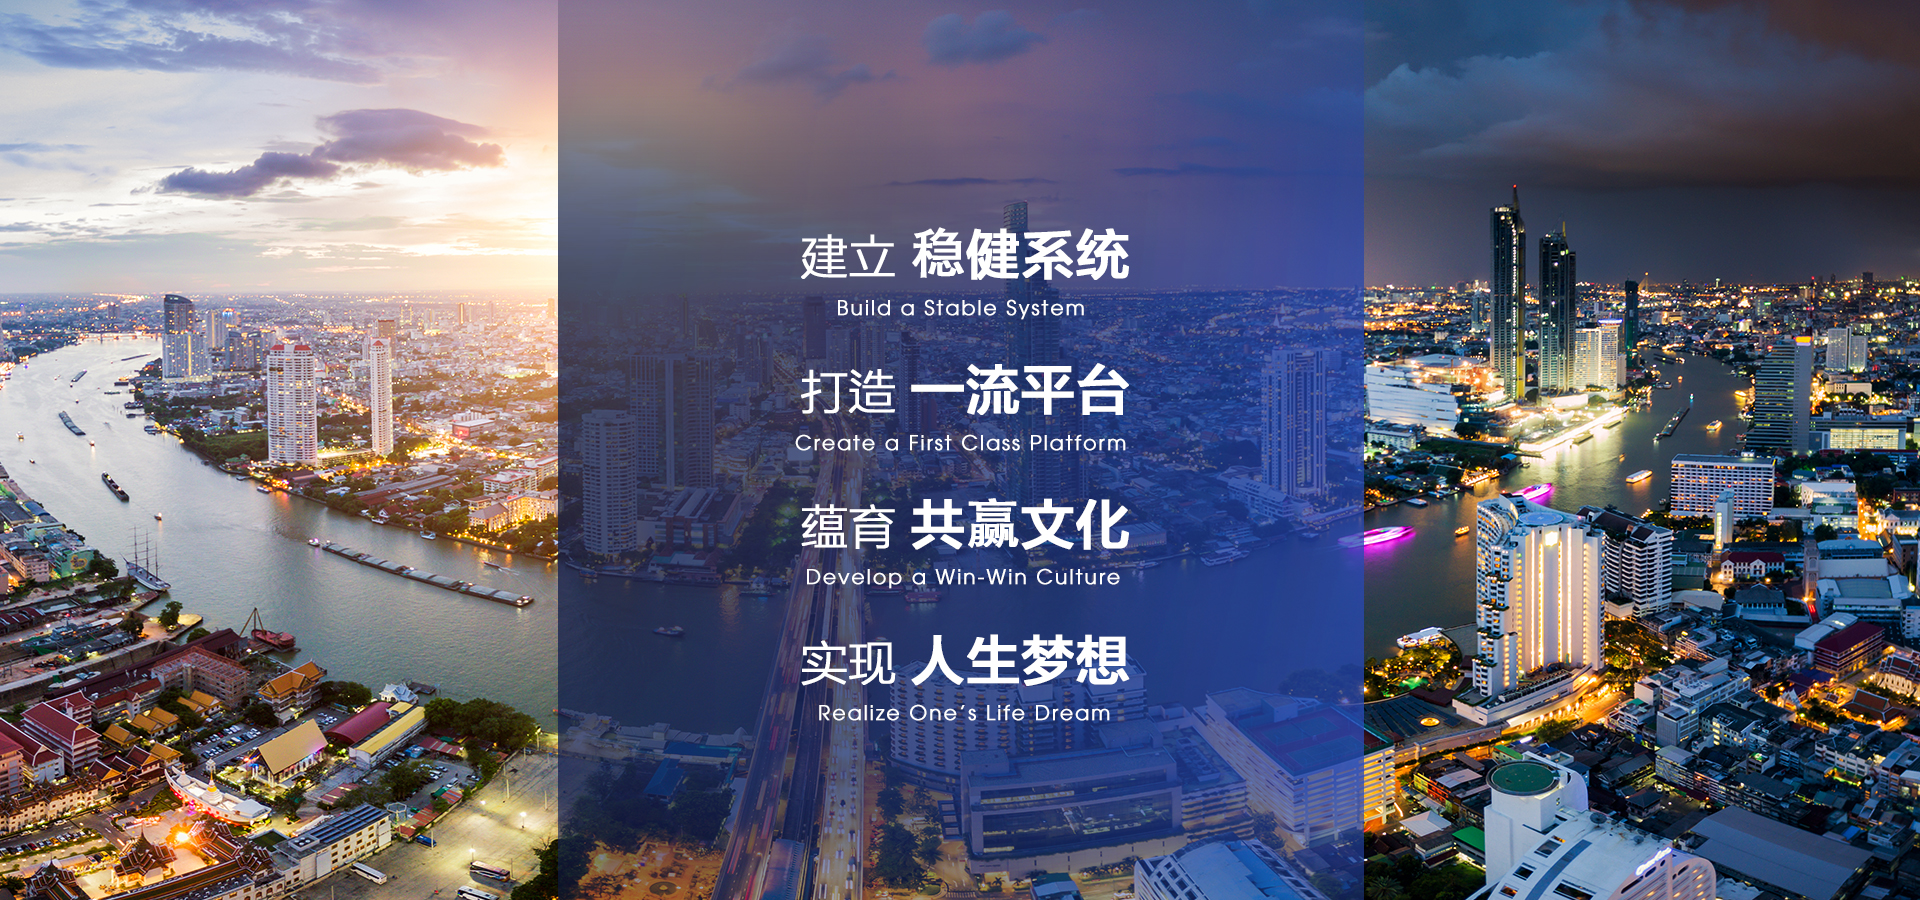 建立 稳健系统
Build a Stable System
打造 一流平台
Create a First Class Platform
蕴育 共赢文化
Develop a Win-Win Culture
实现 人生梦想
Realize One’s Life Dream